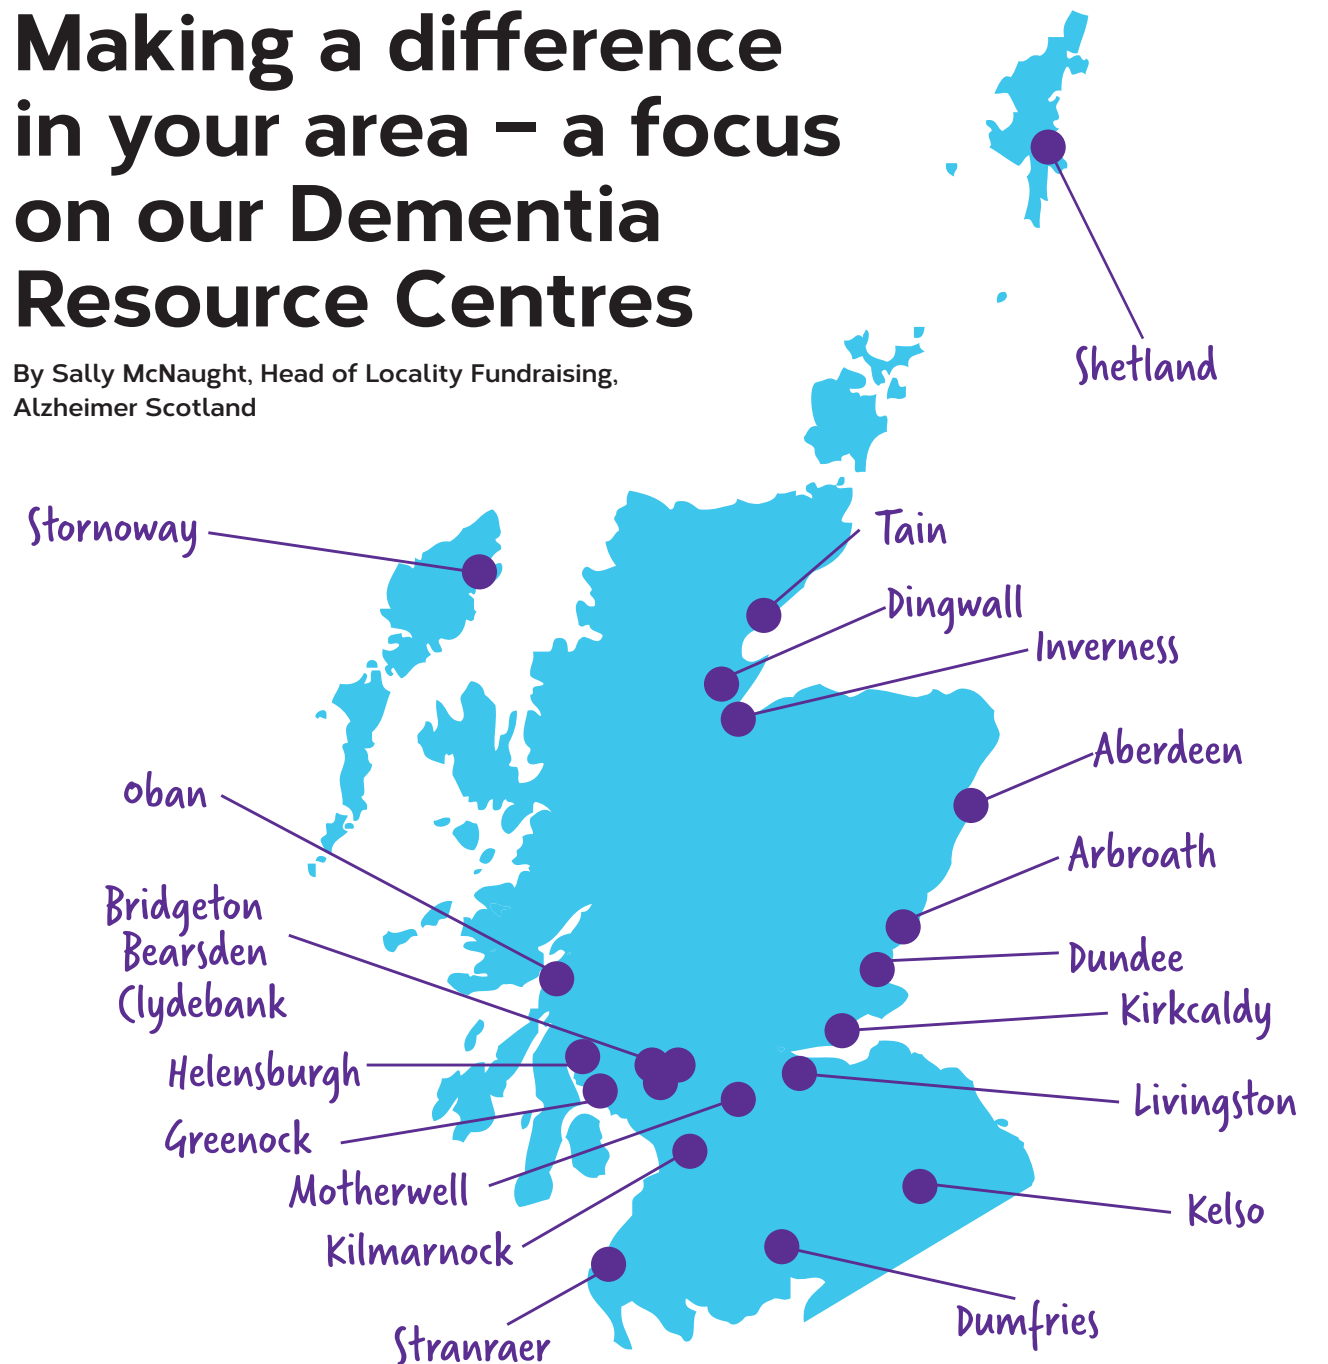 Making a difference
in your area – a focus
on our Dementia
Resource Centres
By Sally McNaught, Head of Locality Fundraising,
Alzheimer Scotland
Shetland
Stornoway
Tain
Dingwall
Inverness
Aberdeen
Oban
Arbroath
Bridgeton
Bearsden
Clydebank
Dundee
Kirkcaldy
Helensburgh
Livingston
Greenock
Motherwell
Kelso
Kilmarnock
Dumfries
Stranraer